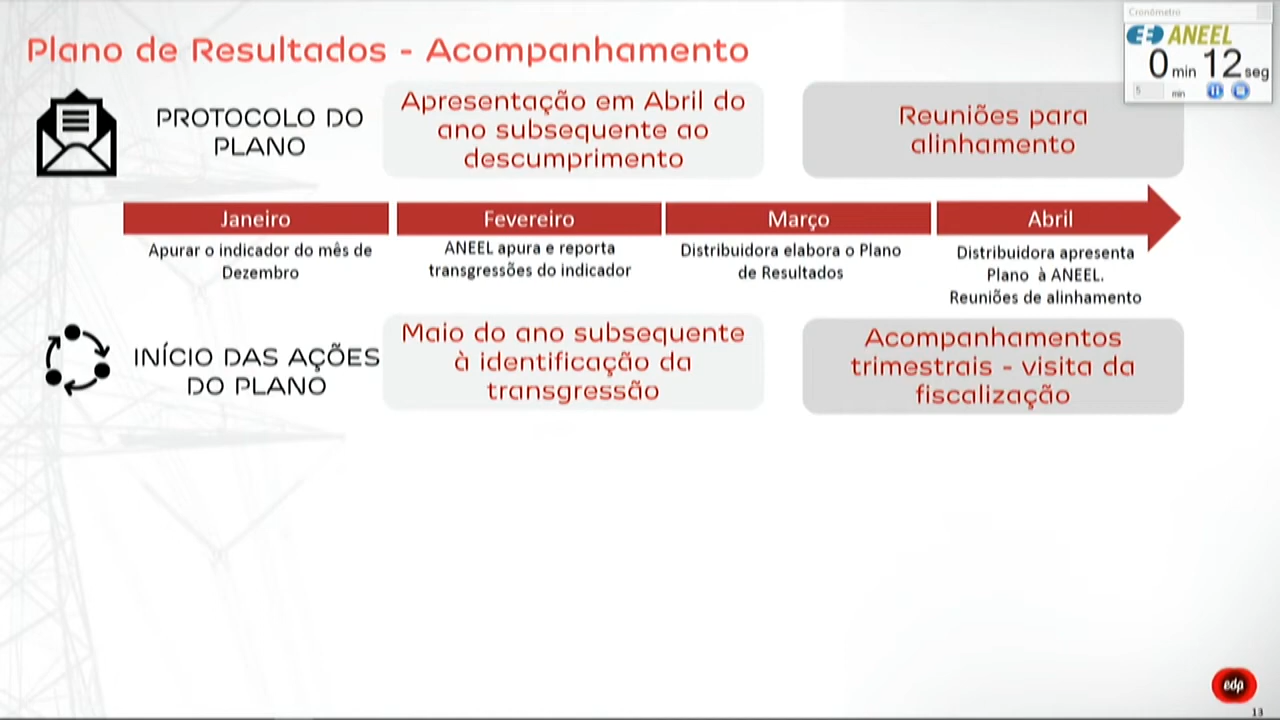 Plano de Resultados - Acompanhamento
Cronômetro
ANEEL
0 min 12 seg
5 min
PROTOCOLO DO
PLANO
Apresentação em Abril do
ano subsequente ao
descumprimento
Reuniões para
alinhamento
Janeiro
Fevereiro
Março
Abril
Apurar o indicador do mês de
Dezembro
ANEEL apura e reporta
transgressões do indicador
Distribuidora elabora o Plano
de Resultados
Distribuidora apresenta
Plano à ANEEL.
Reuniões de alinhamento
INÍCIO DAS AÇÕES
DO PLANO
Maio do ano subsequente
à identificação da
transgressão
Acompanhamentos
trimestrais - visita da
fiscalização
edp
13